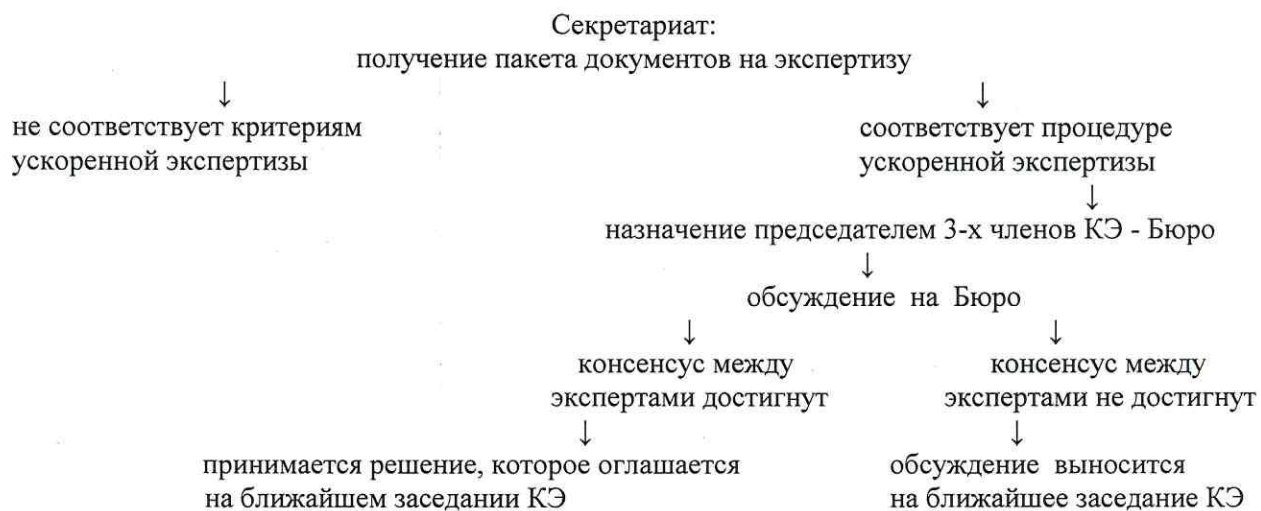 Секретариат:
получение пакета документов на экспертизу
↓ ↓
не соответствует критериям
ускоренной экспертизы
соответствует процедуре
ускоренной экспертизы
↓
назначение председателем 3-х членов КЭ - Бюро
↓
обсуждение на Бюро
↓ ↓
консенсус между
экспертами достигнут
консенсус между
экспертами не достигнут
↓ ↓
принимается решение, которое оглашается
на ближайшем заседании КЭ
обсуждение выносится
на ближайшее заседание КЭ